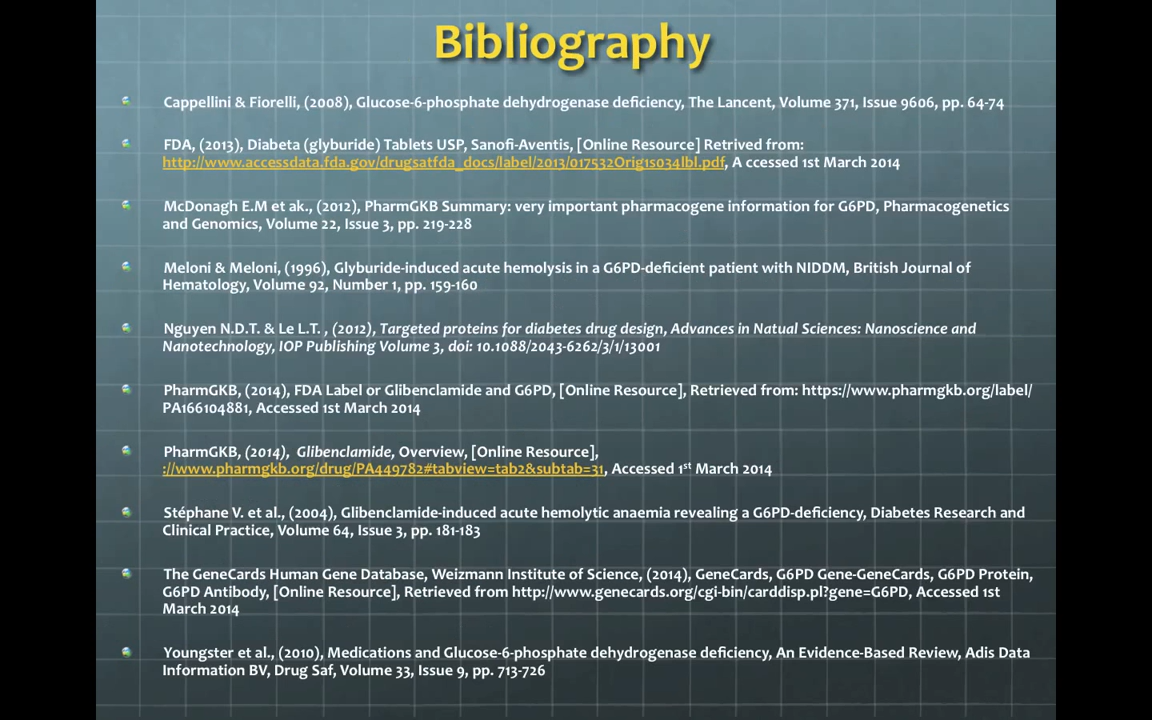 Bibliography
Cappellini & Fiorelli, (2008), Glucose-6-phosphate dehydrogenase deficiency, The Lancent, Volume 371, Issue 9606, pp. 64-74
FDA, (2013), Diabeta (glyburide) Tablets USP, Sanofi-Aventis, [Online Resource] Retrived from:
http://www.accessdata.fda.gov/drugsatfda_docs/label/2013/017532Orig1s034lbl.pdf, A ccessed 1st March 2014
McDonagh E.M et ak., (2012), PharmGKB Summary: very important pharmacogene information for G6PD, Pharmacogenetics
and Genomics, Volume 22, Issue 3, pp. 219-228
Meloni & Meloni, (1996), Glyburide-induced acute hemolysis in a G6PD-deficient patient with NIDDM, British Journal of
Hematology, Volume 92, Number 1, pp. 159-160
Nguyen N.D.T. & Le L.T. , (2012), Targeted proteins for diabetes drug design, Advances in Natual Sciences: Nanoscience and
Nanotechnology, IOP Publishing Volume 3, doi: 10.1088/2043-6262/3/1/13001
PharmGKB, (2014), FDA Label or Glibenclamide and G6PD, [Online Resource], Retrieved from: https://www.pharmgkb.org/label/
PA166104881, Accessed 1st March 2014
PharmGKB, (2014), Glibenclamide, Overview, [Online Resource],
://www.pharmgkb.org/drug/PA449782#tabview=tab2&subtab=31, Accessed 1st March 2014
Stéphane V. et al., (2004), Glibenclamide-induced acute hemolytic anaemia revealing a G6PD-deficiency, Diabetes Research and
Clinical Practice, Volume 64, Issue 3, pp. 181-183
The GeneCards Human Gene Database, Weizmann Institute of Science, (2014), GeneCards, G6PD Gene-GeneCards, G6PD Protein,
G6PD Antibody, [Online Resource], Retrieved from http://www.genecards.org/cgi-bin/carddisp.pl?gene=G6PD, Accessed 1st
March 2014
Youngster et al., (2010), Medications and Glucose-6-phosphate dehydrogenase deficiency, An Evidence-Based Review, Adis Data
Information BV, Drug Saf, Volume 33, Issue 9, pp. 713-726